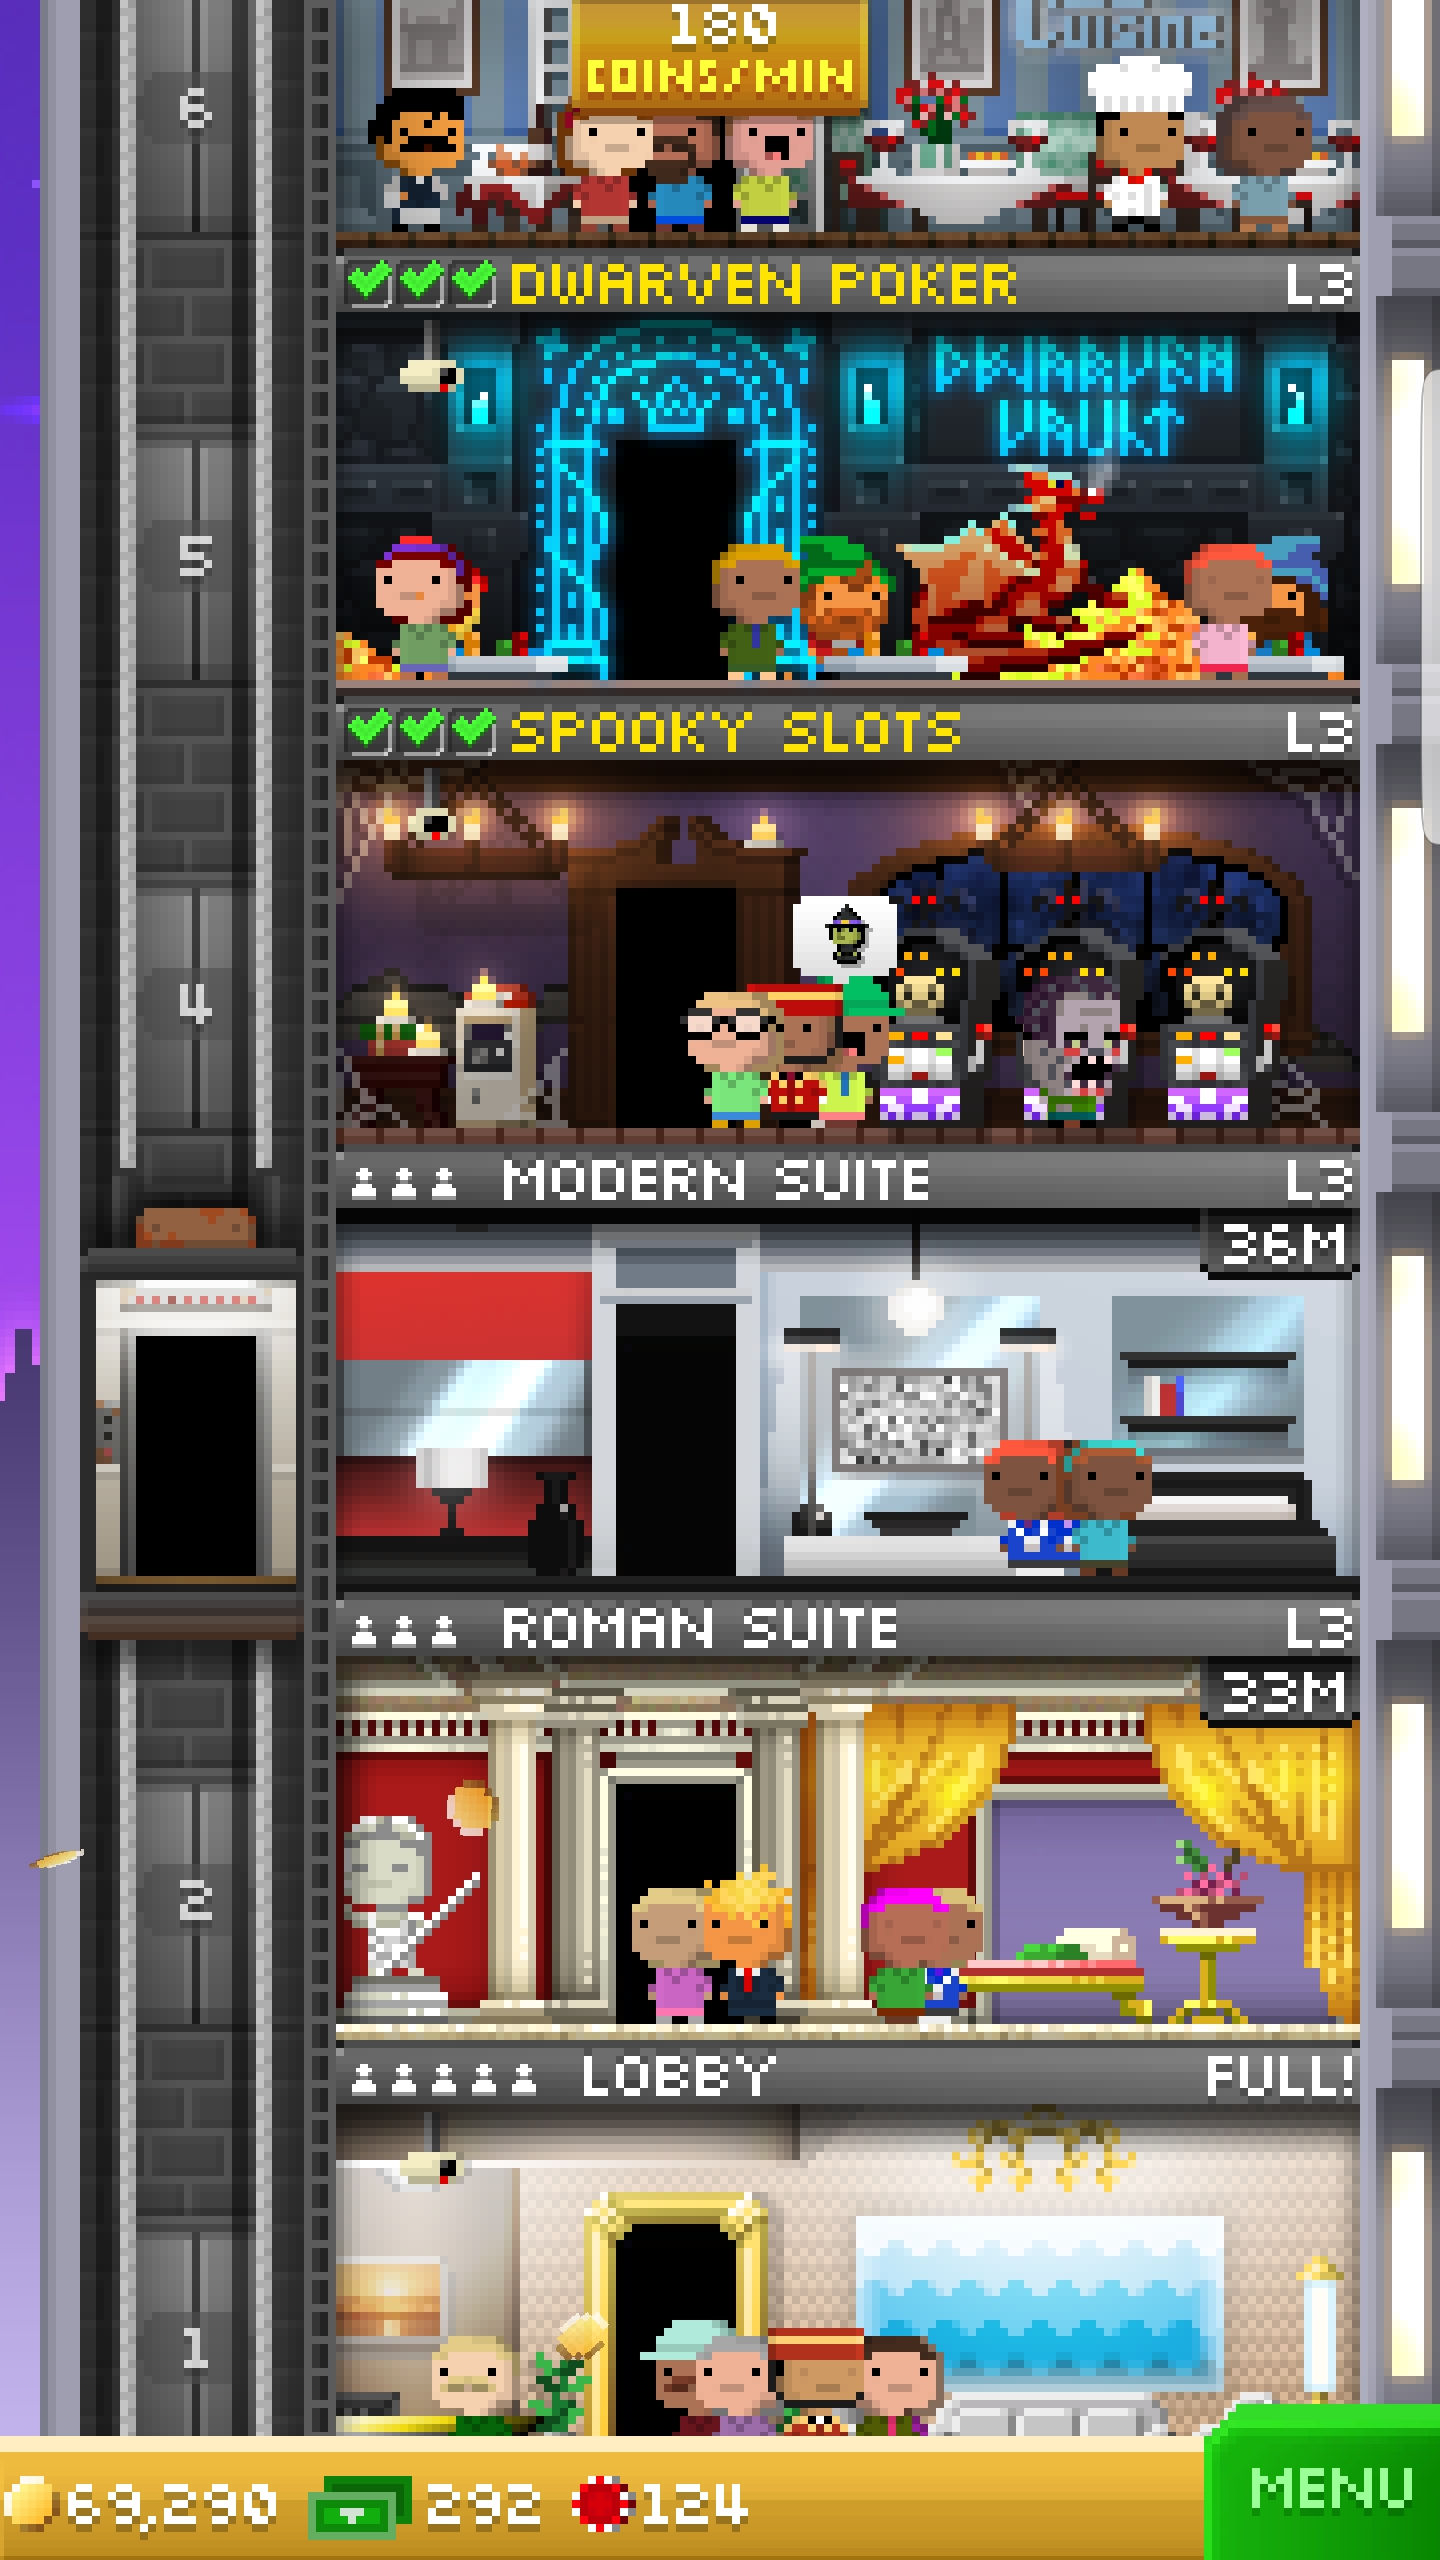 Cuisine
180
COINS/MIN
6
DWARVEN POKER L3
DWARVEN
VAULT
5
SPOOKY SLOTS L3
4
MODERN SUITE L3
36M
ROMAN SUITE L3
33M
2
LOBBY FULL!
1
69,290 292 124
MENU